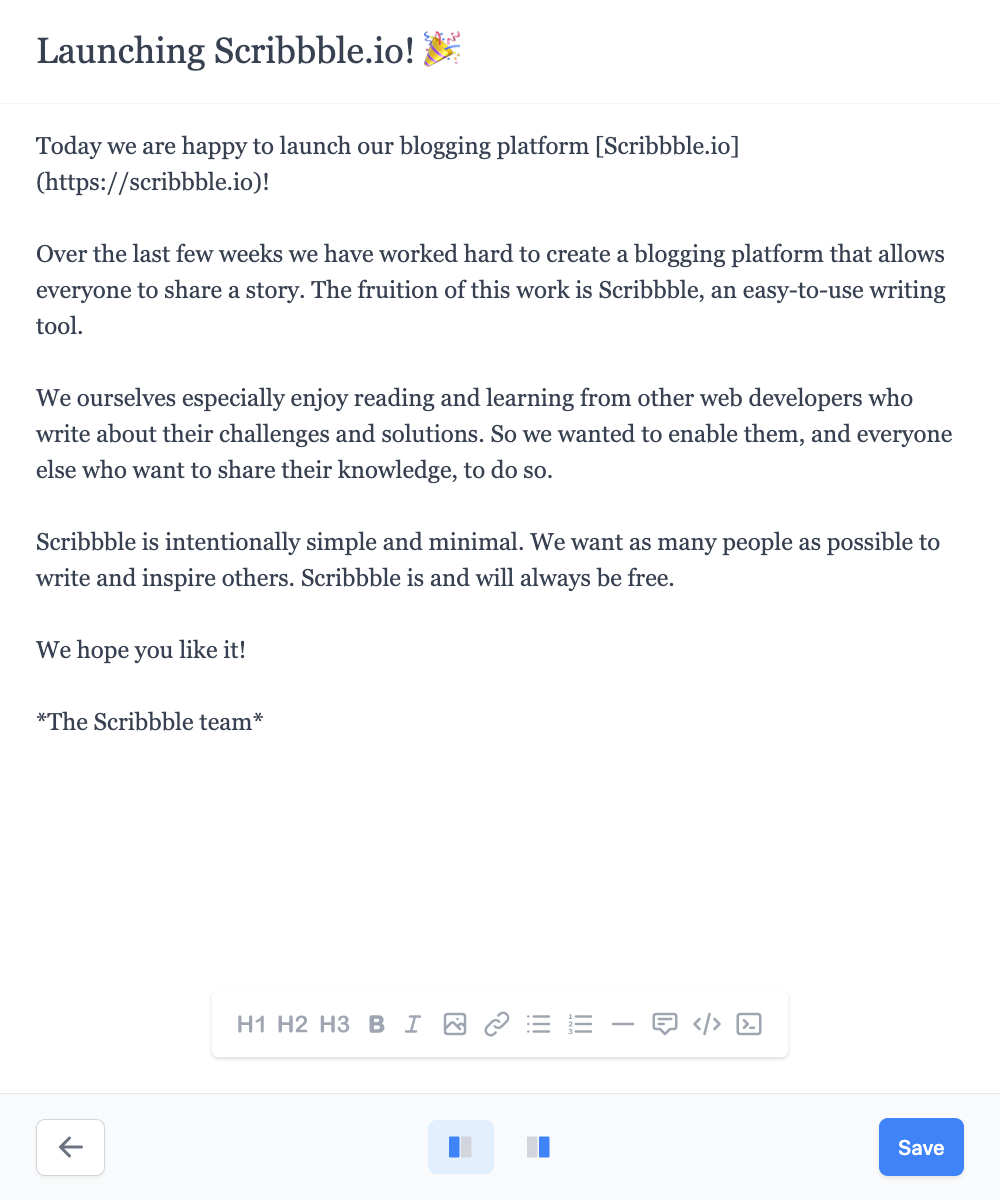 Launching Scribbble.io! 🎉
Today we are happy to launch our blogging platform [Scribbble.io]
(https://scribbble.io)!
Over the last few weeks we have worked hard to create a blogging platform that allows
everyone to share a story. The fruition of this work is Scribbble, an easy-to-use writing
tool.
We ourselves especially enjoy reading and learning from other web developers who
write about their challenges and solutions. So we wanted to enable them, and everyone
else who want to share their knowledge, to do so.
Scribbble is intentionally simple and minimal. We want as many people as possible to
write and inspire others. Scribbble is and will always be free.
We hope you like it!
*The Scribbble team*
H1 H2 H3 B I
Save